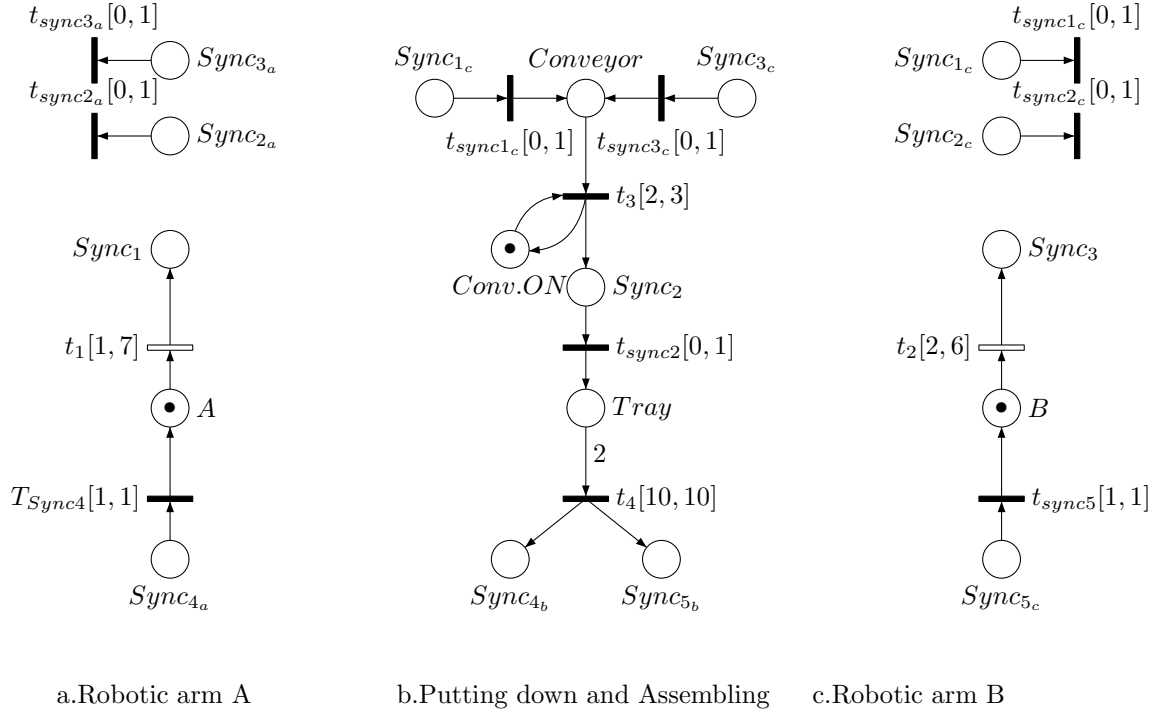 t_{sync3_a}[0, 1]
Sync_{3_a}
t_{sync2_a}[0, 1]
Sync_{2_a}
Sync_1
t_1[1, 7]
A
T_{Sync4}[1, 1]
Sync_{4_a}
a.Robotic arm A
Sync_{1_c}
Conveyor
Sync_{3_c}
t_{sync1_c}[0, 1]
t_{sync3_c}[0, 1]
t_3[2, 3]
Conv.ON
Sync_2
t_{sync2}[0, 1]
Tray
2
t_4[10, 10]
Sync_{4_b}
Sync_{5_b}
b.Putting down and Assembling
t_{sync1_c}[0, 1]
Sync_{1_c}
t_{sync2_c}[0, 1]
Sync_{2_c}
Sync_3
t_2[2, 6]
B
t_{sync5}[1, 1]
Sync_{5_c}
c.Robotic arm B